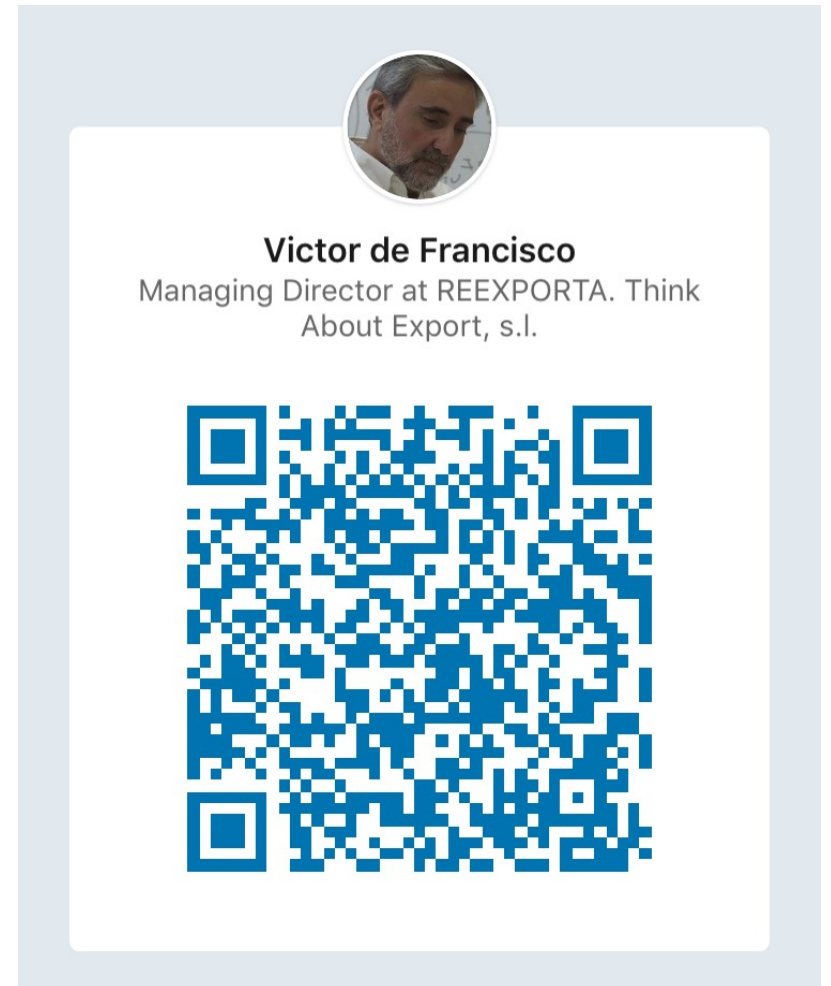 Victor de Francisco
Managing Director at REEXPORTA. Think
About Export, s.l.